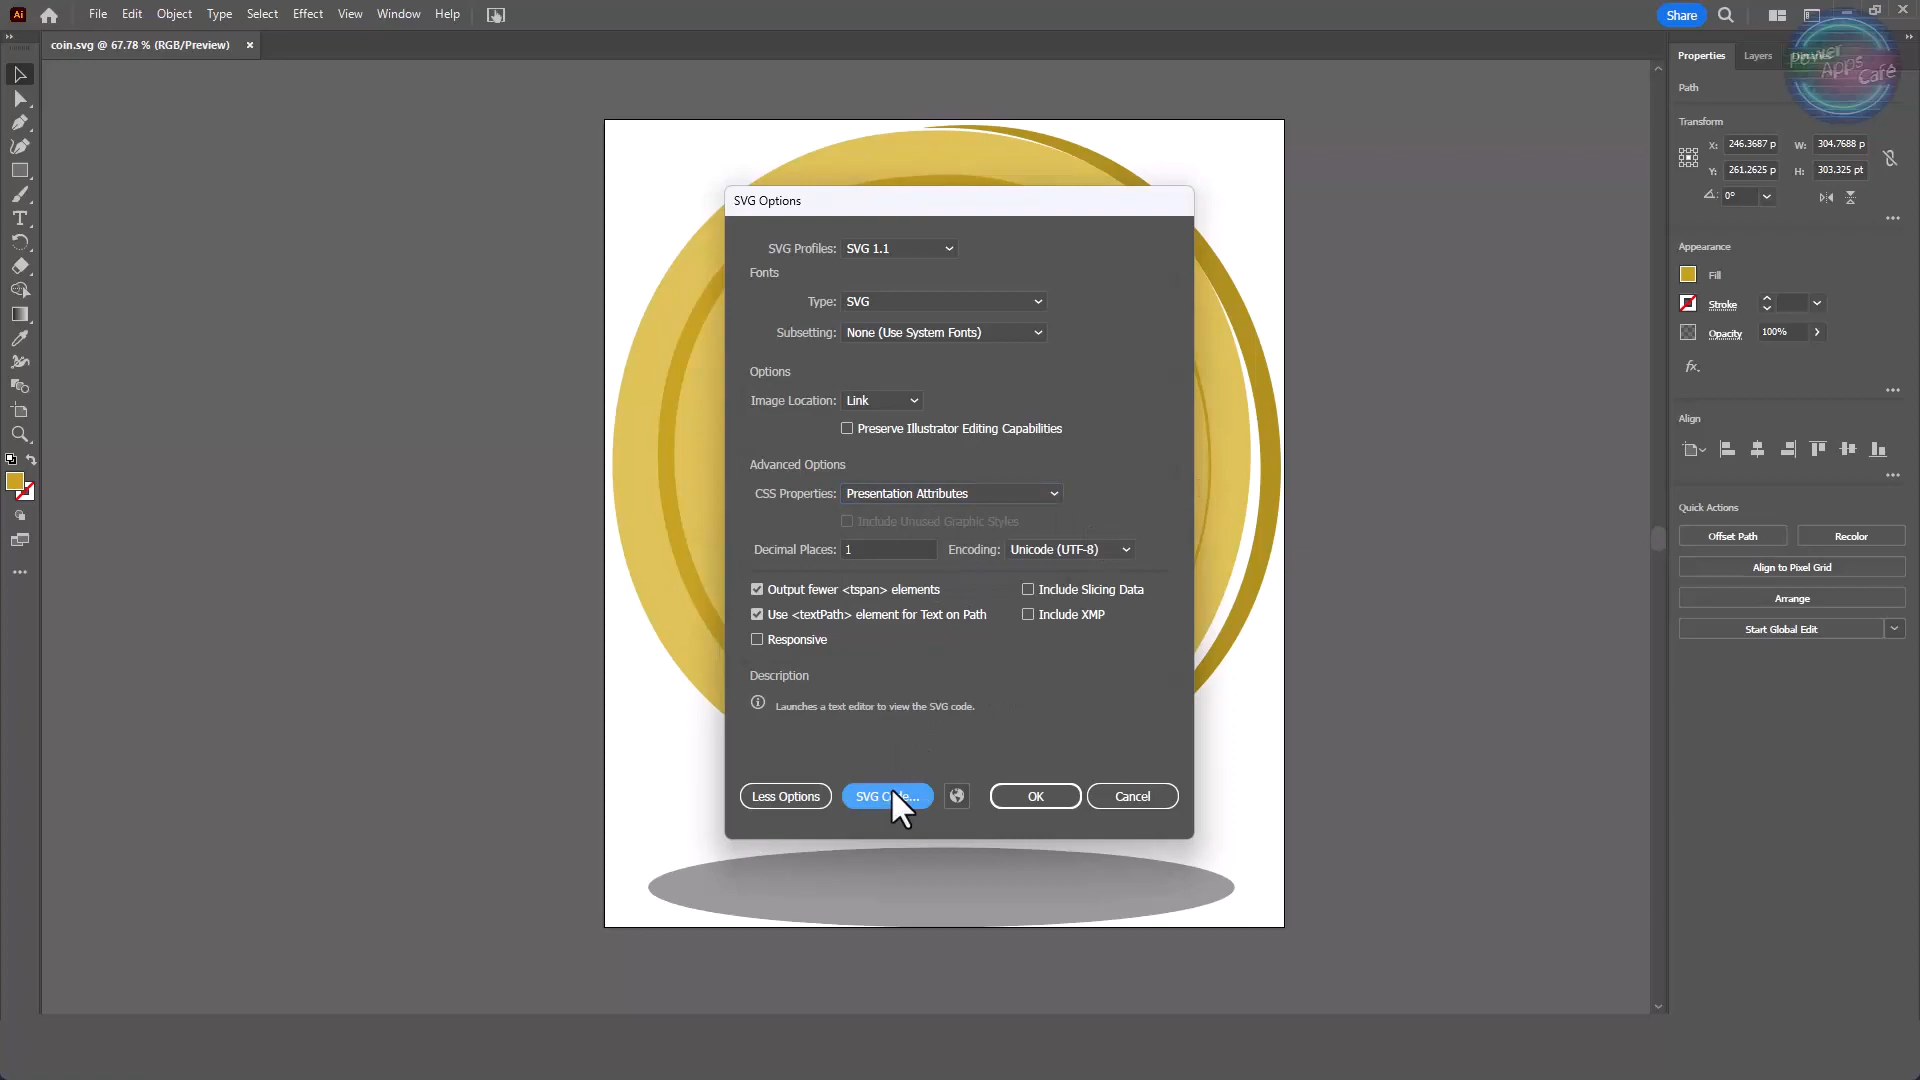 Ai File Edit Object Type Select Effect View Window Help Share
coin.svg @ 67.78 % (RGB/Preview) ×
Properties Layers
Power Apps Café
Path
Transform
X: 246.3687 p W: 304.7688 p
Y: 261.2625 p H: 303.325 pt
0°
Appearance
Fill
Stroke
Opacity 100%
fx.
Align
Quick Actions
Offset Path Recolor
Align to Pixel Grid
Arrange
Start Global Edit
SVG Options
SVG Profiles: SVG 1.1
Fonts
Type: SVG
Subsetting: None (Use System Fonts)
Options
Image Location: Link
Preserve Illustrator Editing Capabilities
Advanced Options
CSS Properties: Presentation Attributes
Include Unused Graphic Styles
Decimal Places: 1 Encoding: Unicode (UTF-8)
Output fewer <tspan> elements Include Slicing Data
Use <textPath> element for Text on Path Include XMP
Responsive
Description
Launches a text editor to view the SVG code.
Less Options SVG OK Cancel